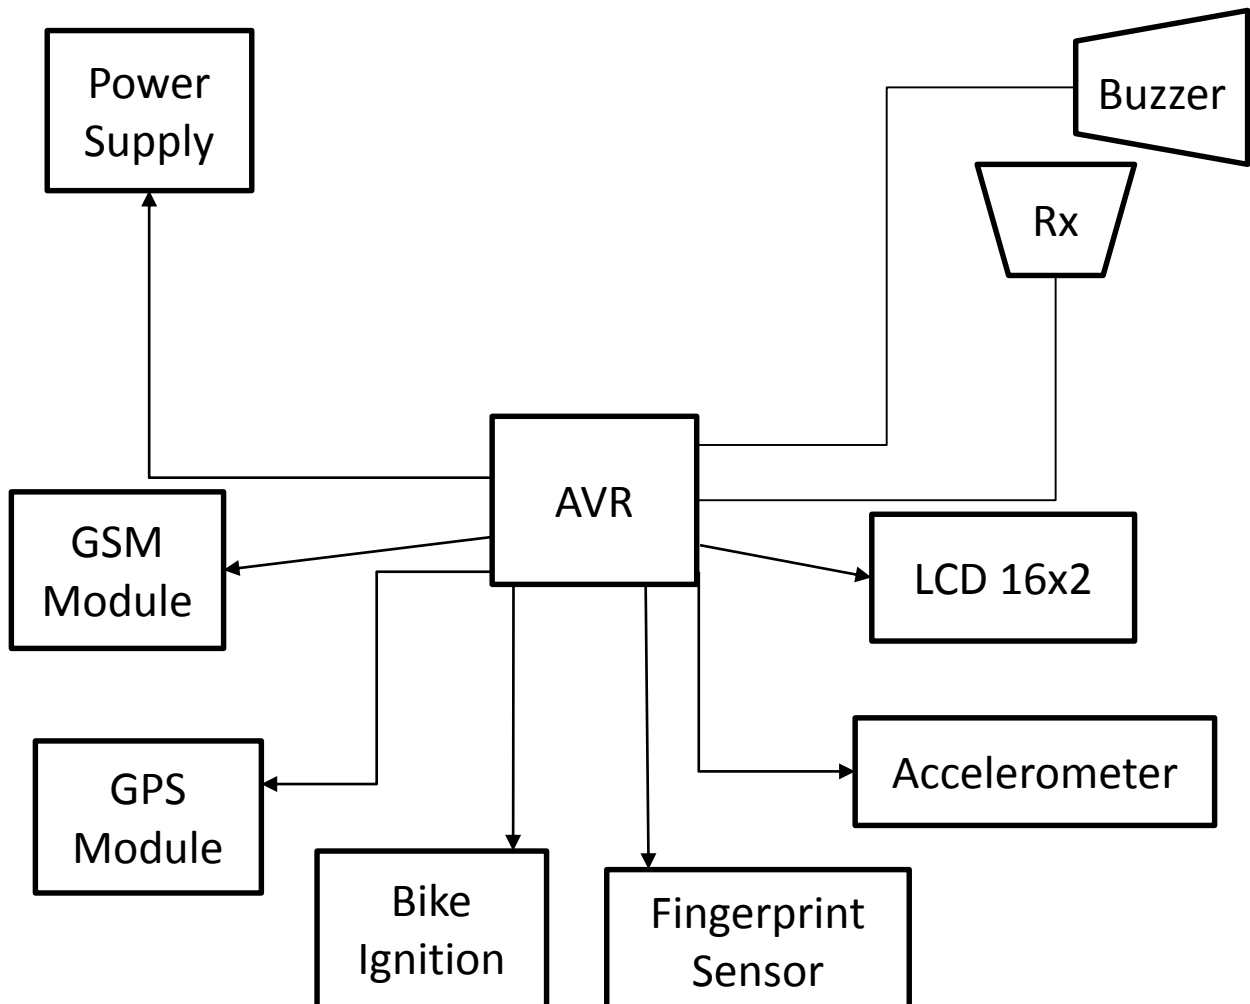 Power
Supply
Buzzer
Rx
AVR
GSM
Module
LCD 16x2
GPS
Module
Accelerometer
Bike
Ignition
Fingerprint
Sensor